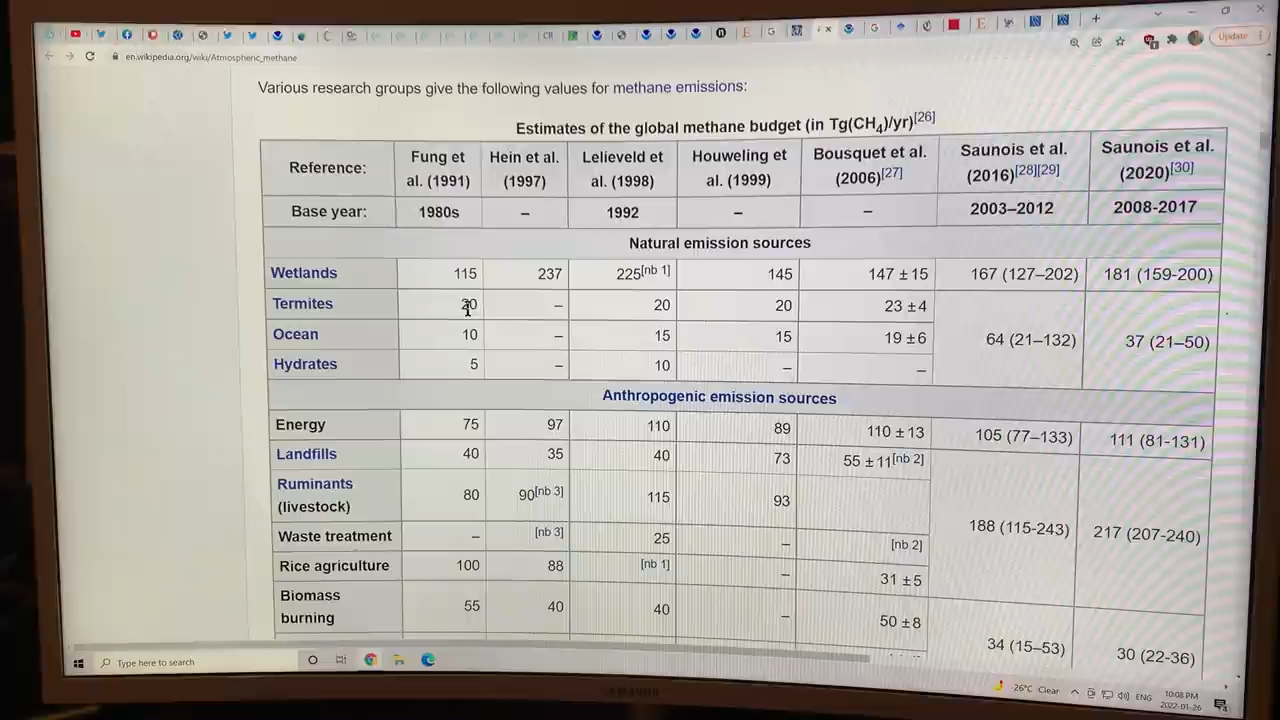 en.wikipedia.org/wiki/Atmospheric_methane
Update
Various research groups give the following values for methane emissions:
Estimates of the global methane budget (in Tg(CH4)/yr)[26]
Reference: Fung et al. (1991) Hein et al. (1997) Lelieveld et al. (1998) Houweling et al. (1999) Bousquet et al. (2006)[27] Saunois et al. (2016)[28][29] Saunois et al. (2020)[30]
Base year: 1980s – 1992 – – 2003–2012 2008-2017
Natural emission sources
Wetlands 115 237 225[nb 1] 145 147 ±15 167 (127–202) 181 (159-200)
Termites 20 – 20 20 23 ±4 64 (21–132) 37 (21–50)
Ocean 10 – 15 15 19 ±6
Hydrates 5 – 10 – –
Anthropogenic emission sources
Energy 75 97 110 89 110 ±13 105 (77–133) 111 (81-131)
Landfills 40 35 40 73 55 ±11[nb 2] 188 (115-243) 217 (207-240)
Ruminants (livestock) 80 90[nb 3] 115 93
Waste treatment – [nb 3] 25 – [nb 2]
Rice agriculture 100 88 [nb 1] – 31 ±5
Biomass burning 55 40 40 – 50 ±8 34 (15–53) 30 (22-36)
Type here to search
-26°C Clear ENG 10:08 PM
2022-01-26
SAMSUNG